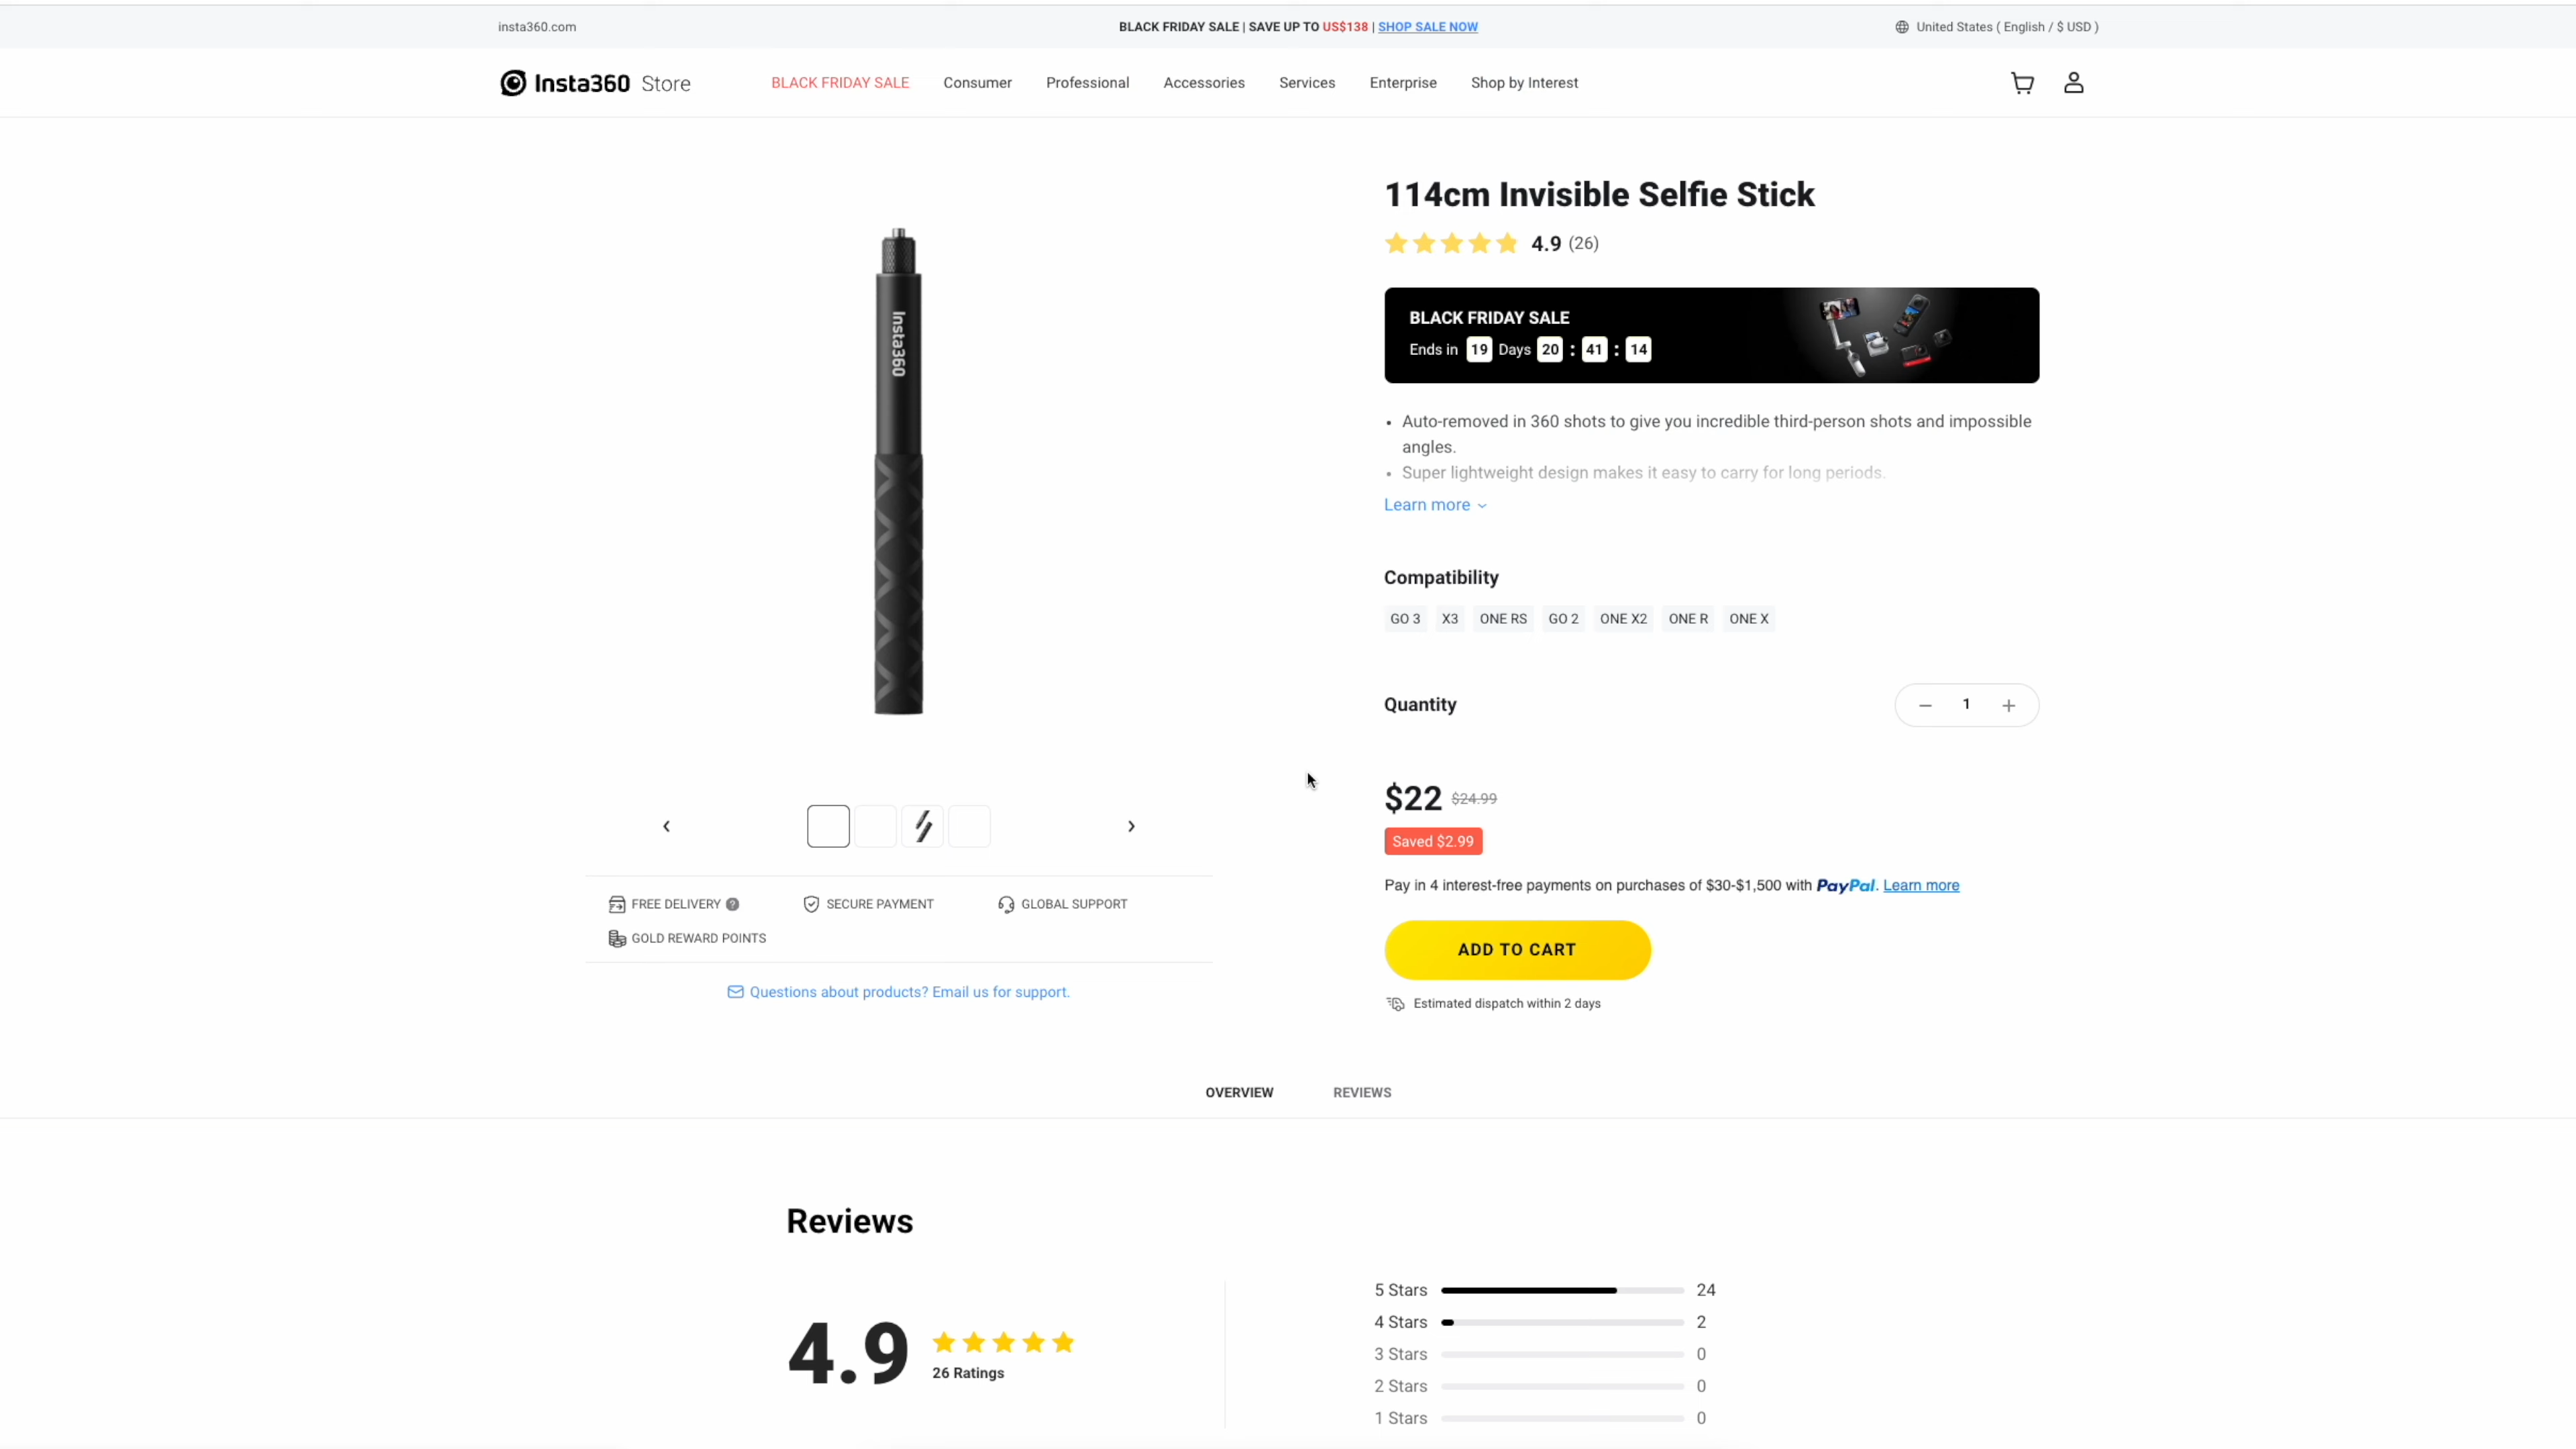 insta360.com
BLACK FRIDAY SALE | SAVE UP TO US$138 | SHOP SALE NOW
United States ( English / $ USD )
Insta360 Store
BLACK FRIDAY SALE
Consumer
Professional
Accessories
Services
Enterprise
Shop by Interest
Insta360
FREE DELIVERY ?
SECURE PAYMENT
GLOBAL SUPPORT
GOLD REWARD POINTS
Questions about products? Email us for support.
114cm Invisible Selfie Stick
4.9 (26)
BLACK FRIDAY SALE
Ends in 19 Days 20 : 41 : 14
• Auto-removed in 360 shots to give you incredible third-person shots and impossible
angles.
• Super lightweight design makes it easy to carry for long periods.
Learn more
Compatibility
GO 3 X3 ONE RS GO 2 ONE X2 ONE R ONE X
Quantity
− 1 +
$22 $24.99
Saved $2.99
Pay in 4 interest-free payments on purchases of $30-$1,500 with PayPal. Learn more
ADD TO CART
Estimated dispatch within 2 days
OVERVIEW
REVIEWS
Reviews
4.9
26 Ratings
5 Stars 24
4 Stars 2
3 Stars 0
2 Stars 0
1 Stars 0